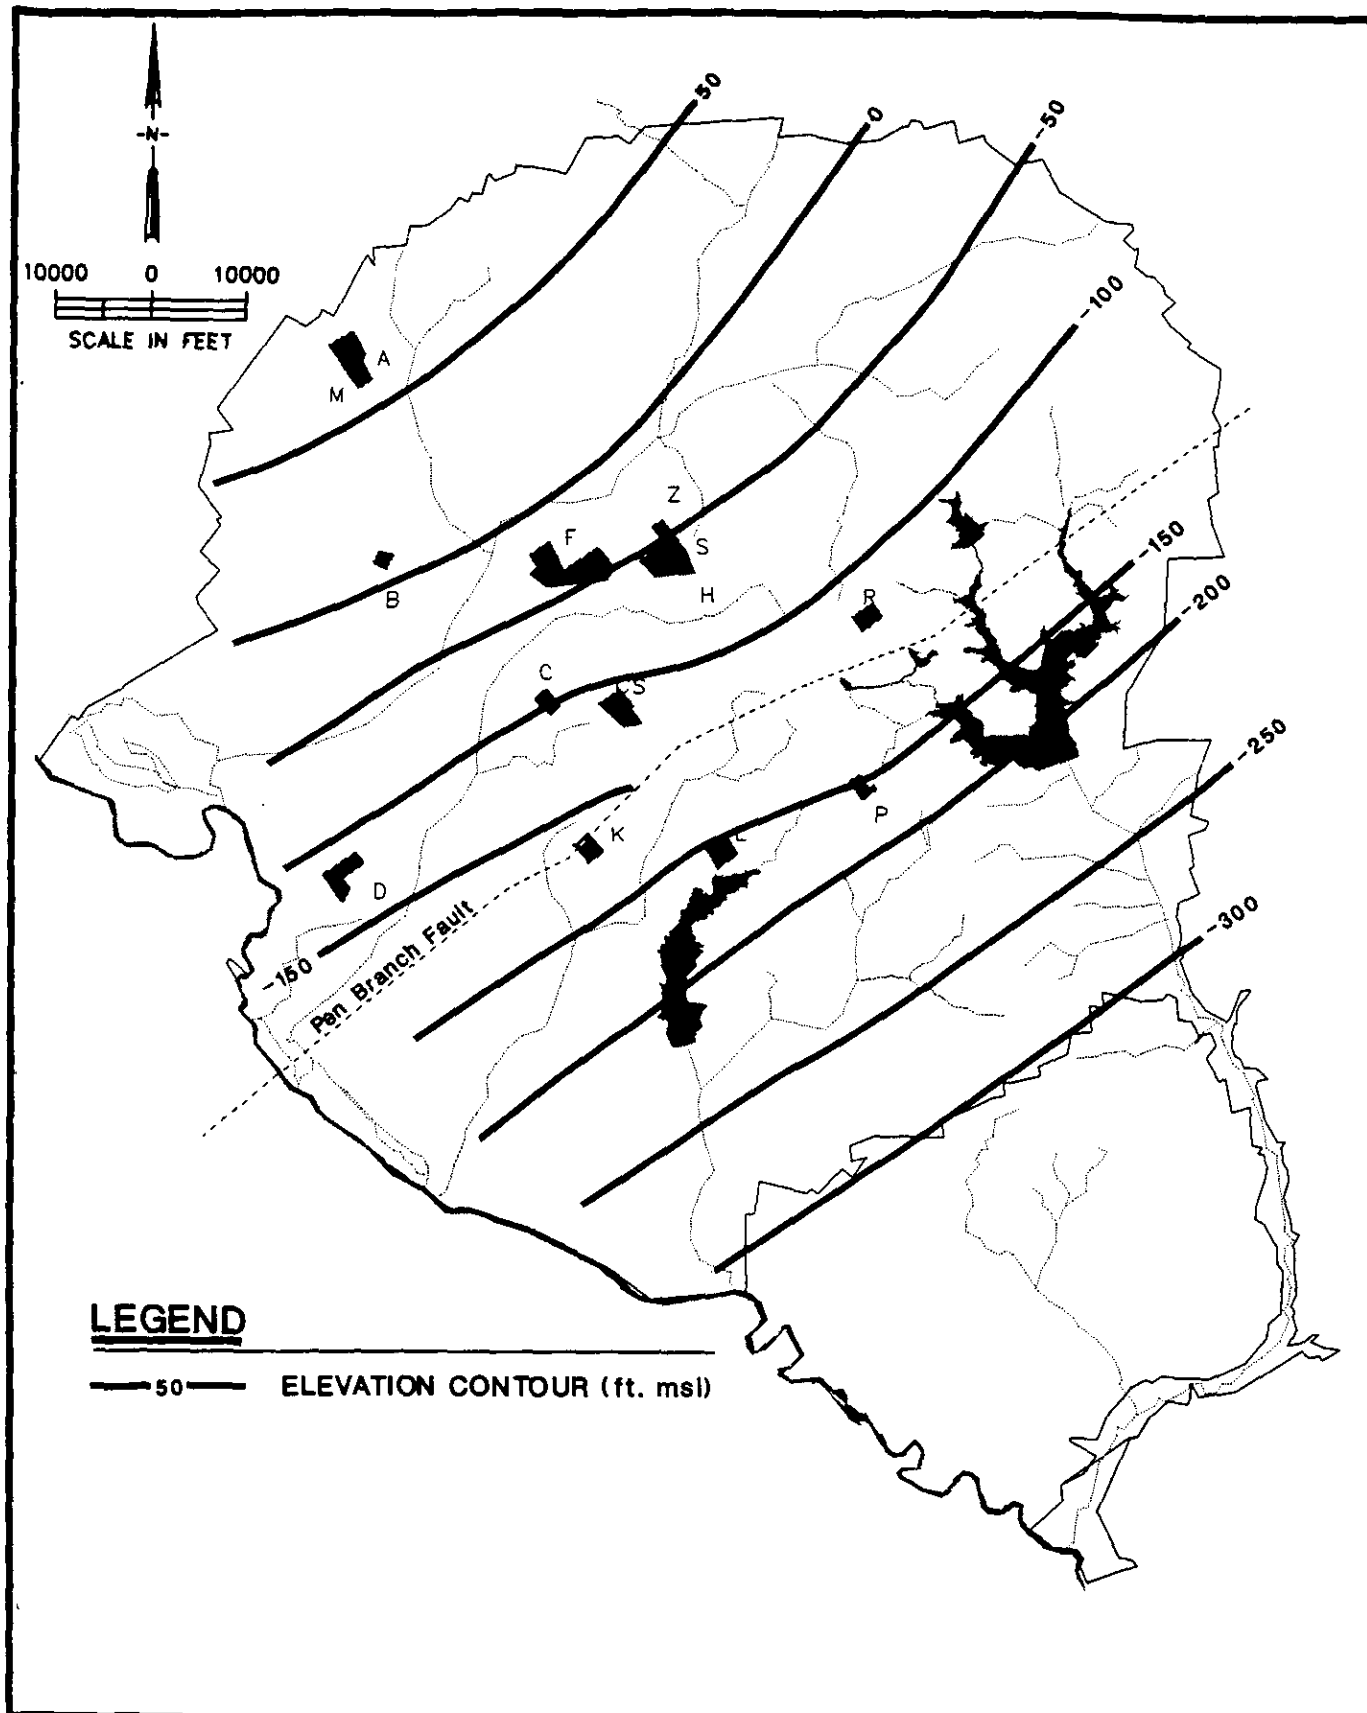 50
0
-50
-N-
10000 0 10000
SCALE IN FEET
-100
A
M
Z
F
S
B
H
R
-150
-200
C
CS
-250
P
K
L
D
-300
Pen Branch Fault
-150
LEGEND
50 ELEVATION CONTOUR (ft. msl)